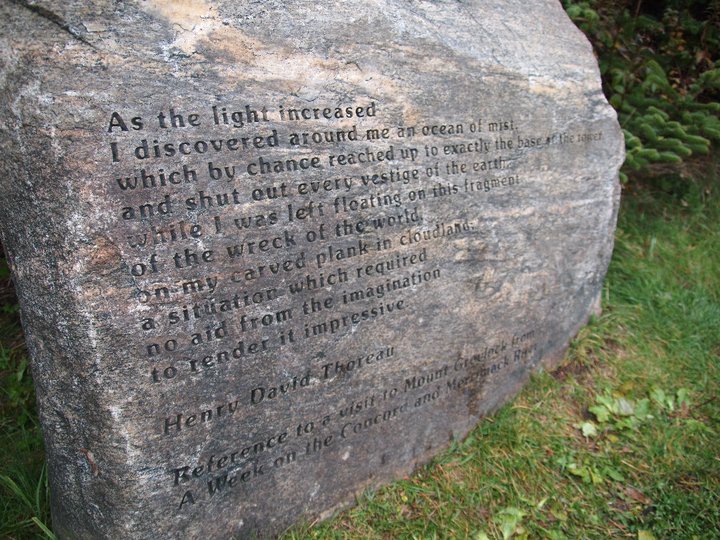 As the light increased
I discovered around me an ocean of mist,
which by chance reached up to exactly the base of the tower
and shut out every vestige of the earth,
while I was left floating on this fragment
of the wreck of the world,
on my carved plank in cloudland;
a situation which required
no aid from the imagination
to render it impressive
Henry David Thoreau
Reference to a visit to Mount Greylock from
A Week on the Concord and Merrimack River